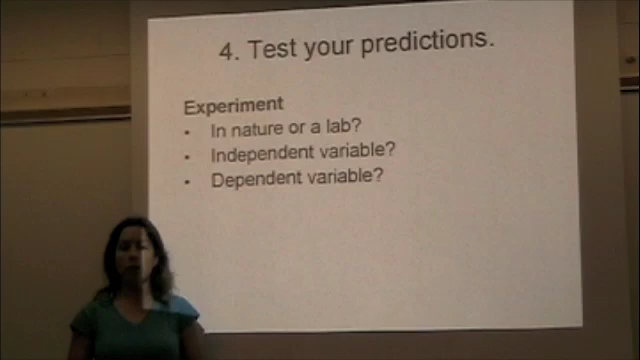 4. Test your predictions.
Experiment
• In nature or a lab?
• Independent variable?
• Dependent variable?